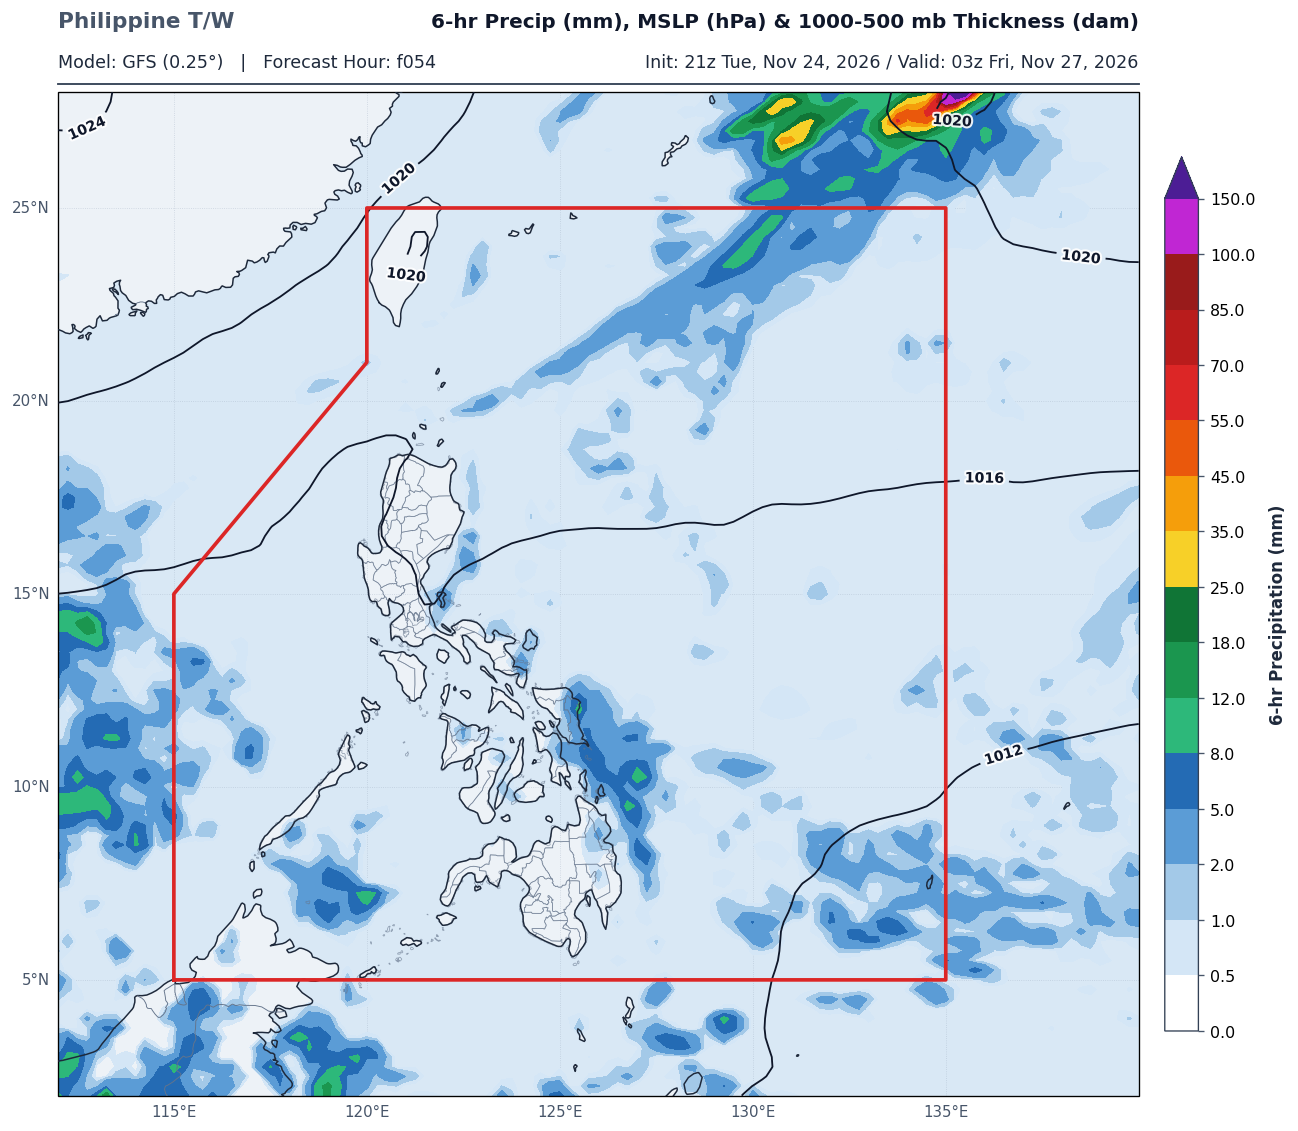 Philippine T/W
6-hr Precip (mm), MSLP (hPa) & 1000-500 mb Thickness (dam)
Model: GFS (0.25°) | Forecast Hour: f054
Init: 21z Tue, Nov 24, 2026 / Valid: 03z Fri, Nov 27, 2026
1024
1020
1020
1020
1020
1016
1012
25°N
20°N
15°N
10°N
5°N
115°E
120°E
125°E
130°E
135°E
150.0
100.0
85.0
70.0
55.0
45.0
35.0
25.0
18.0
12.0
8.0
5.0
2.0
1.0
0.5
0.0
6-hr Precipitation (mm)